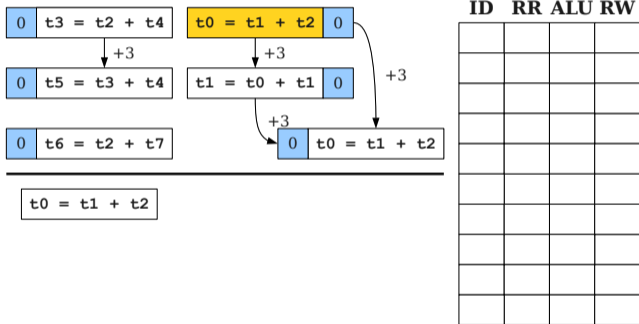 ID RR ALU RW
0 t3 = t2 + t4 t0 = t1 + t2 0
+3 +3 +3
0 t5 = t3 + t4 t1 = t0 + t1 0
+3
0 t6 = t2 + t7 0 t0 = t1 + t2
t0 = t1 + t2